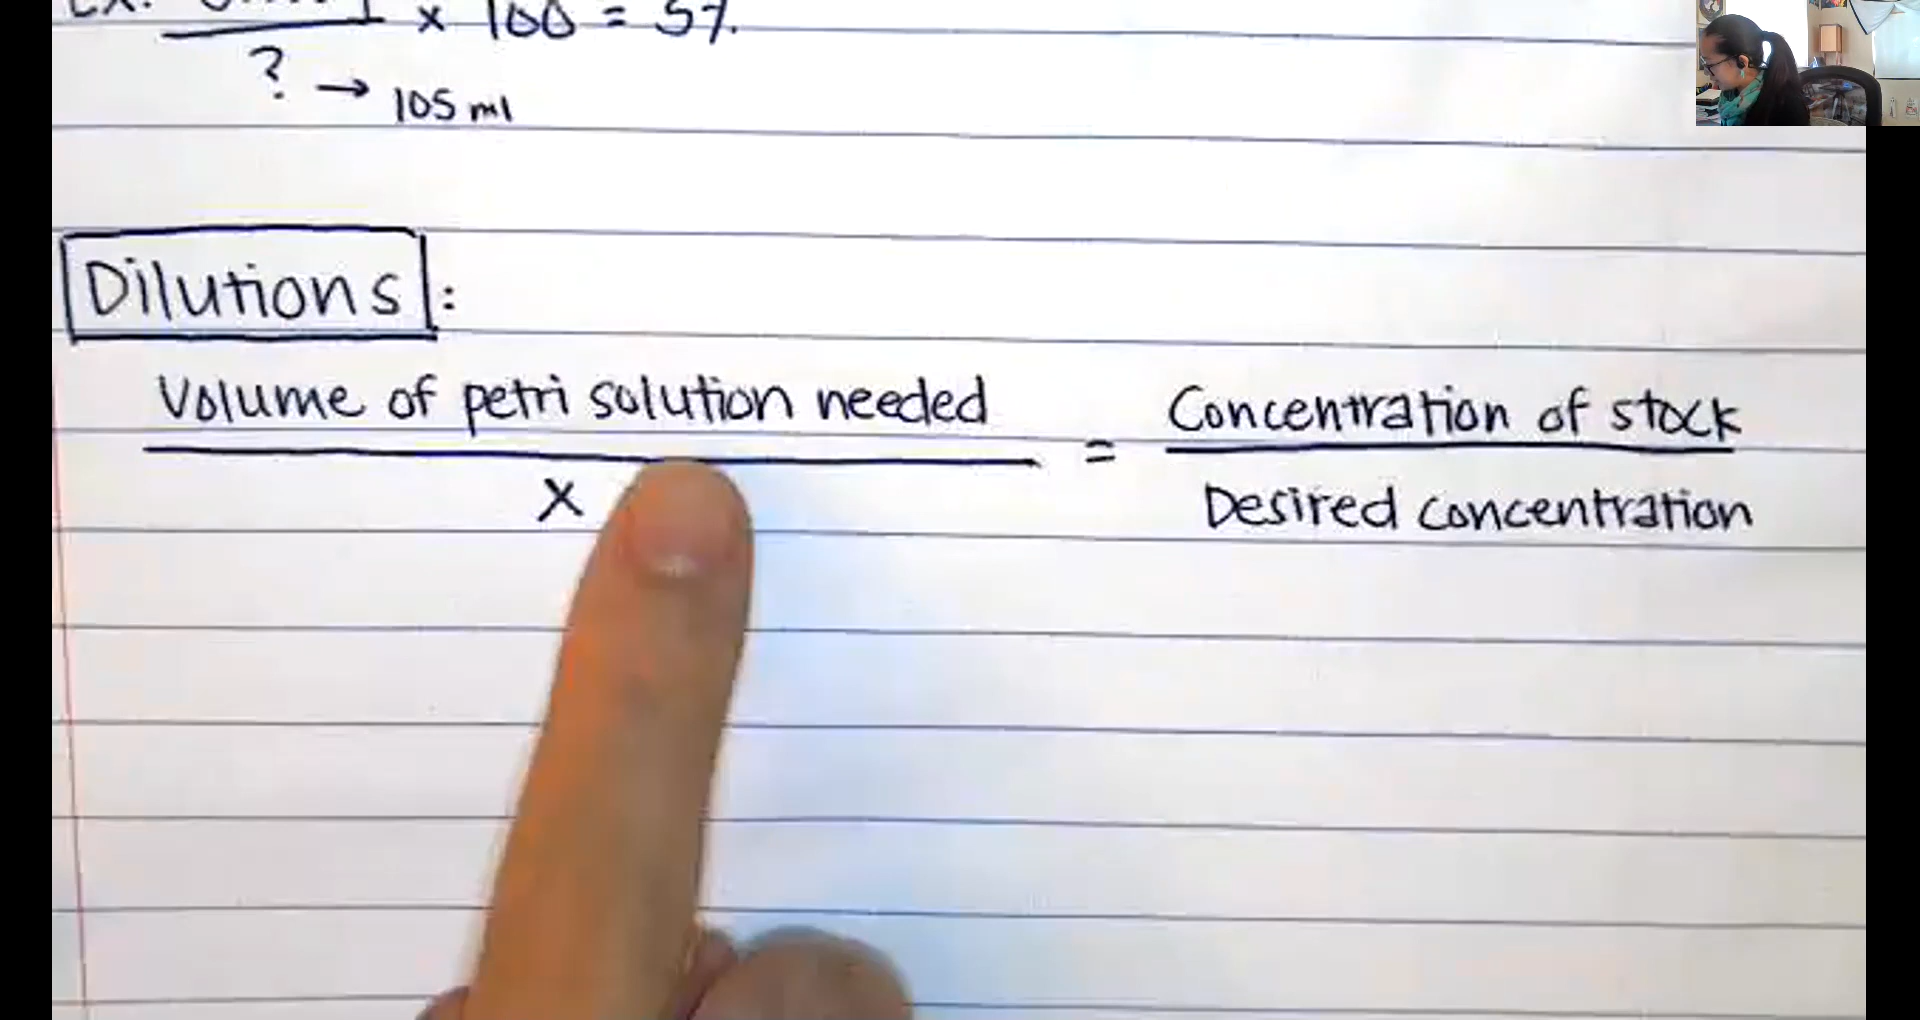 x 100 = 5%
? → 105 ml
Dilutions:
Volume of petri solution needed = Concentration of stock
x Desired concentration